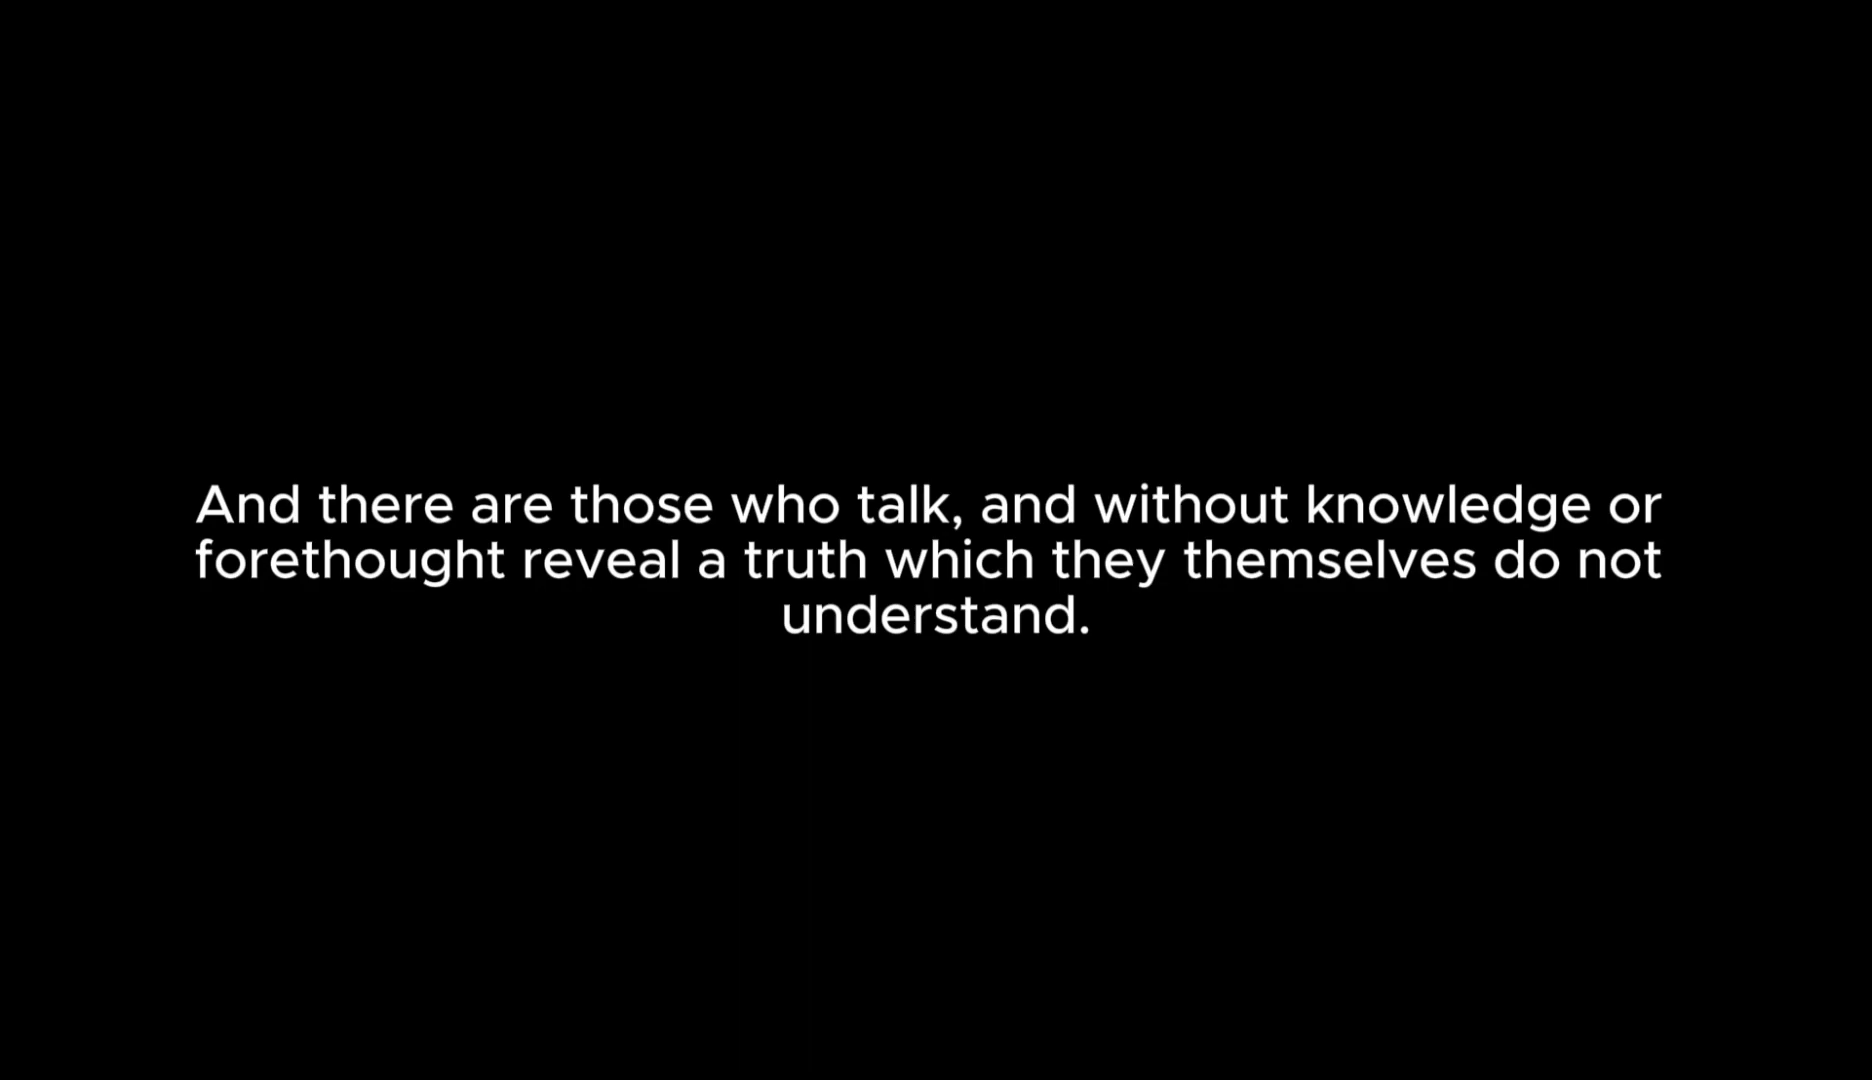 And there are those who talk, and without knowledge or
forethought reveal a truth which they themselves do not
understand.